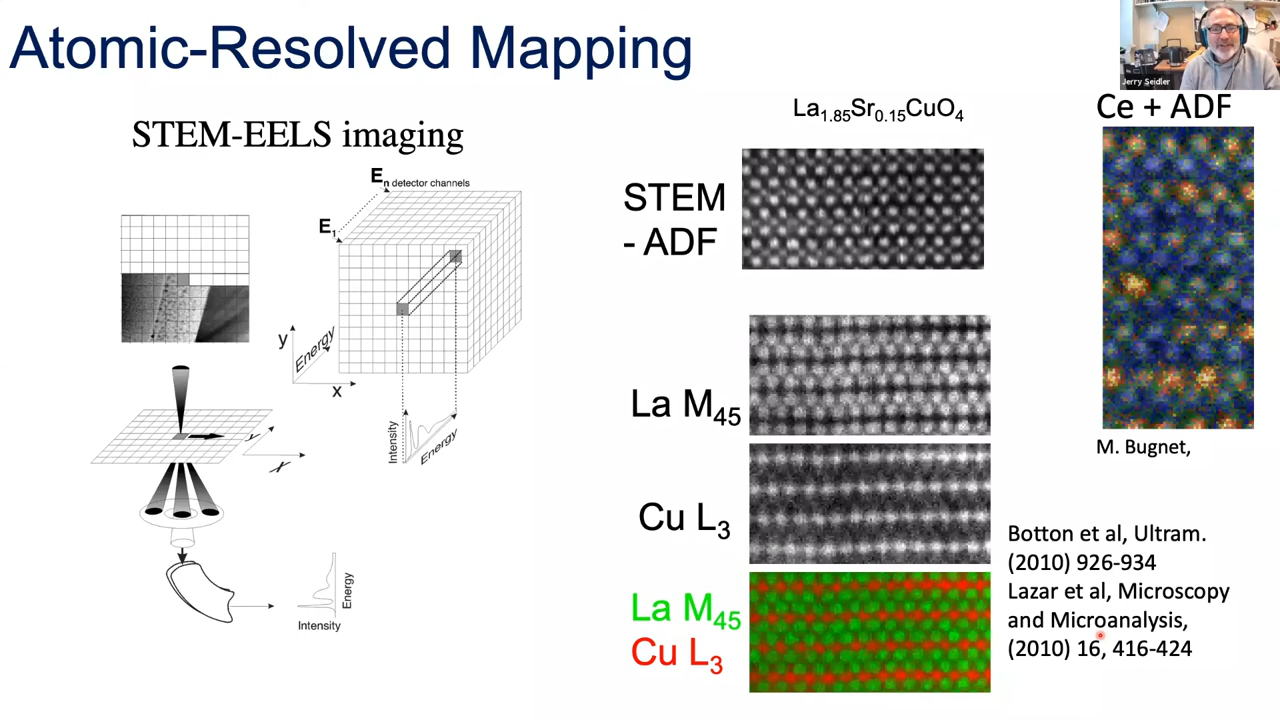 Atomic-Resolved Mapping
Jerry Seidler
STEM-EELS imaging
Eₙ detector channels
E₁
y
Energy
x
Intensity
Energy
y
x
Energy
Intensity
La₁.₈₅Sr₀.₁₅CuO₄
STEM
- ADF
La M₄₅
Cu L₃
La M₄₅
Cu L₃
Ce + ADF
M. Bugnet,
Botton et al, Ultram.
(2010) 926-934
Lazar et al, Microscopy
and Microanalysis,
(2010) 16, 416-424